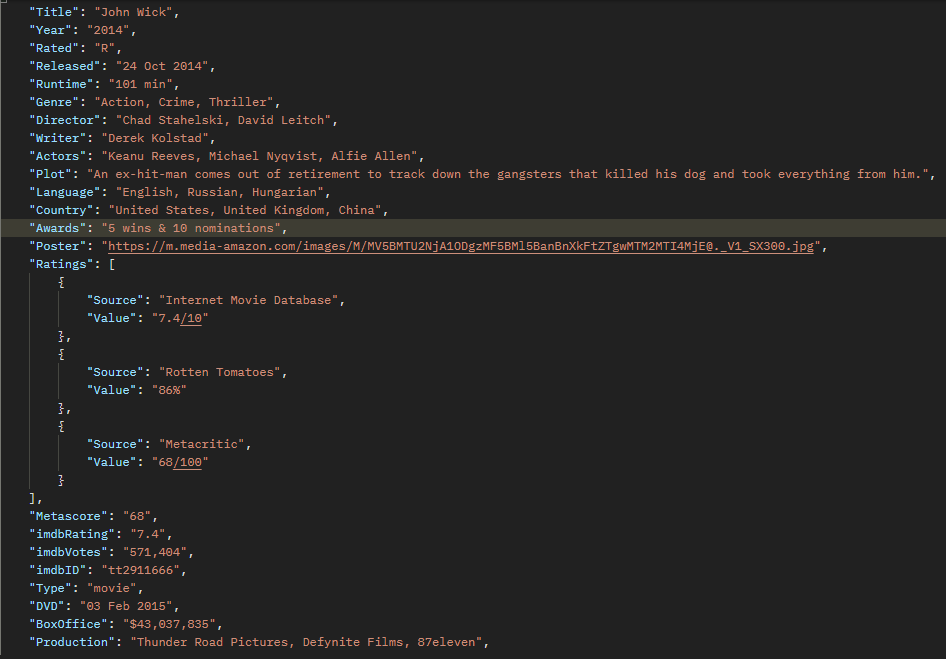 "Title": "John Wick",
"Year": "2014",
"Rated": "R",
"Released": "24 Oct 2014",
"Runtime": "101 min",
"Genre": "Action, Crime, Thriller",
"Director": "Chad Stahelski, David Leitch",
"Writer": "Derek Kolstad",
"Actors": "Keanu Reeves, Michael Nyqvist, Alfie Allen",
"Plot": "An ex-hit-man comes out of retirement to track down the gangsters that killed his dog and took everything from him.",
"Language": "English, Russian, Hungarian",
"Country": "United States, United Kingdom, China",
"Awards": "5 wins & 10 nominations",
"Poster": "https://m.media-amazon.com/images/M/MV5BMTU2NjA1ODgzMF5BMl5BanBnXkFtZTgwMTM2MTI4MjE@._V1_SX300.jpg",
"Ratings": [
{
"Source": "Internet Movie Database",
"Value": "7.4/10"
},
{
"Source": "Rotten Tomatoes",
"Value": "86%"
},
{
"Source": "Metacritic",
"Value": "68/100"
}
],
"Metascore": "68",
"imdbRating": "7.4",
"imdbVotes": "571,404",
"imdbID": "tt2911666",
"Type": "movie",
"DVD": "03 Feb 2015",
"BoxOffice": "$43,037,835",
"Production": "Thunder Road Pictures, Defynite Films, 87eleven",